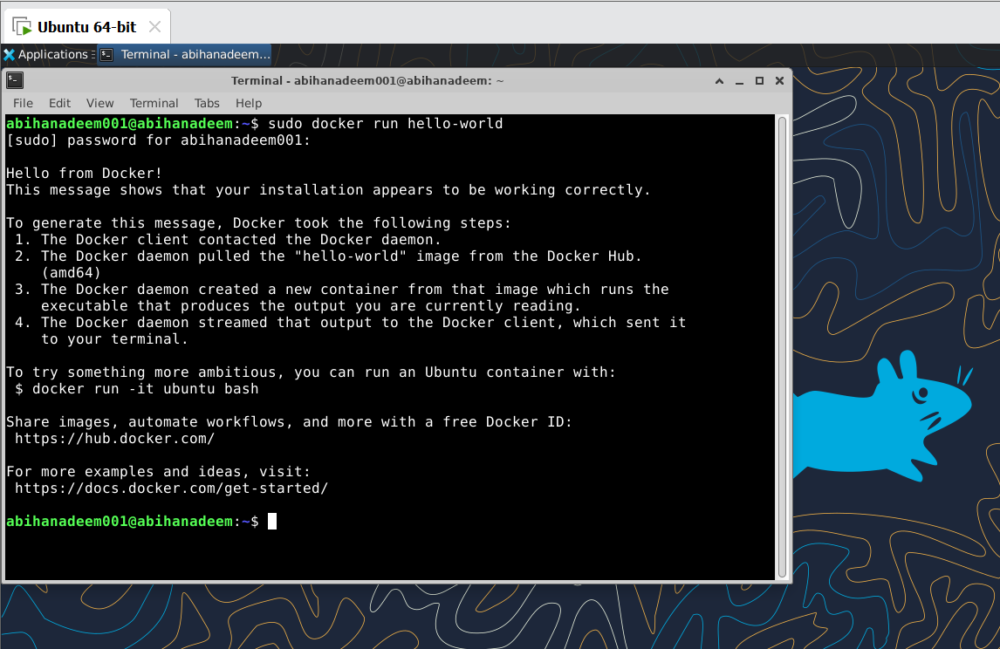 Ubuntu 64-bit
Applications
Terminal - abihanadeem...
Terminal - abihanadeem001@abihanadeem: ~
File Edit View Terminal Tabs Help
abihanadeem001@abihanadeem:~$ sudo docker run hello-world
[sudo] password for abihanadeem001:
Hello from Docker!
This message shows that your installation appears to be working correctly.
To generate this message, Docker took the following steps:
1. The Docker client contacted the Docker daemon.
2. The Docker daemon pulled the "hello-world" image from the Docker Hub.
(amd64)
3. The Docker daemon created a new container from that image which runs the
executable that produces the output you are currently reading.
4. The Docker daemon streamed that output to the Docker client, which sent it
to your terminal.
To try something more ambitious, you can run an Ubuntu container with:
$ docker run -it ubuntu bash
Share images, automate workflows, and more with a free Docker ID:
https://hub.docker.com/
For more examples and ideas, visit:
https://docs.docker.com/get-started/
abihanadeem001@abihanadeem:~$